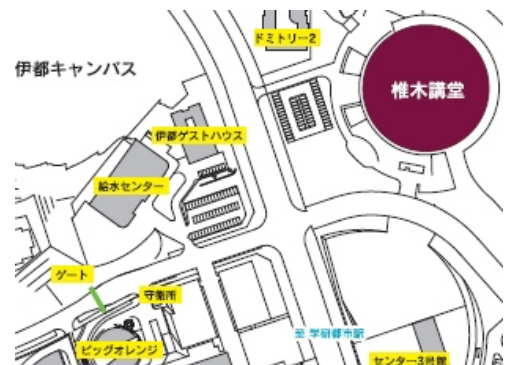 ドミトリー2
伊都キャンパス
椎木講堂
伊都ゲストハウス
給水センター
ゲート
守衛所
至 学研都市駅
ビッグオレンジ
センター3号館